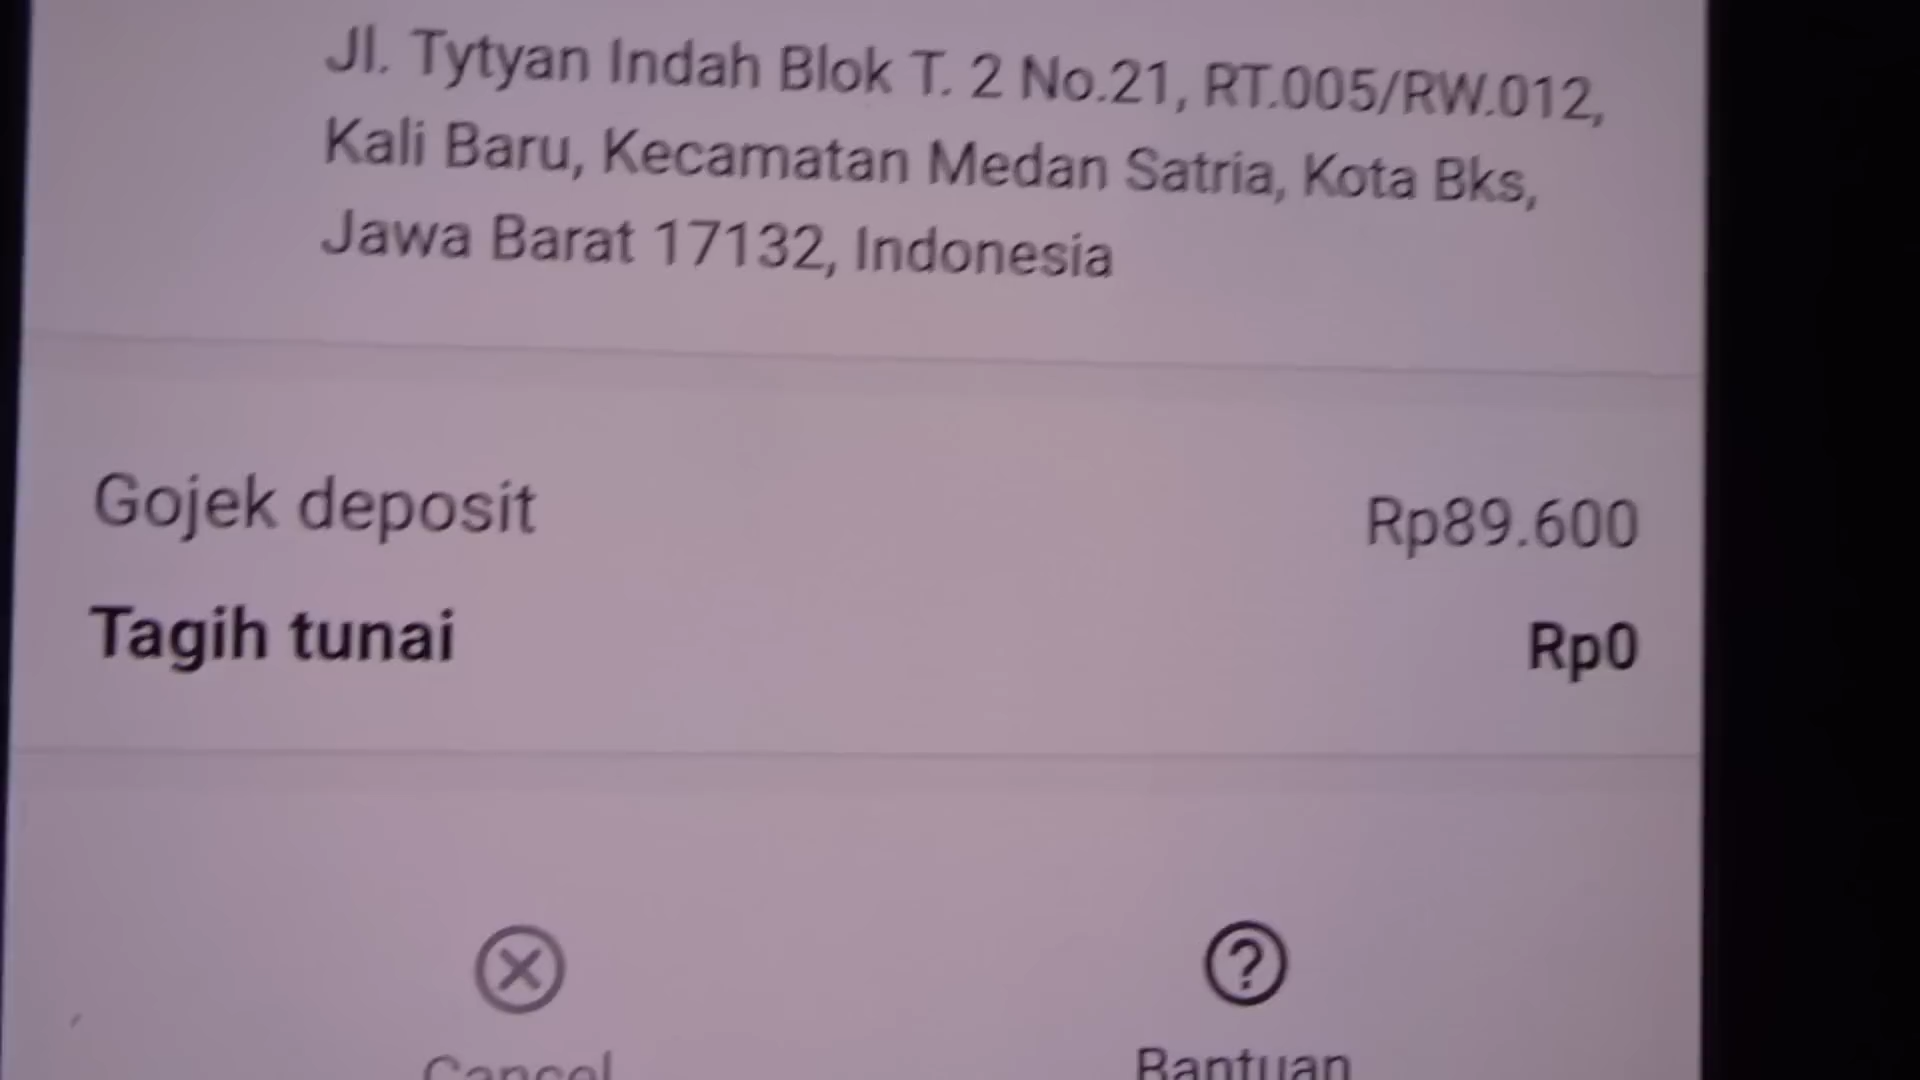 Jl. Tytyan Indah Blok T. 2 No.21, RT.005/RW.012,
Kali Baru, Kecamatan Medan Satria, Kota Bks,
Jawa Barat 17132, Indonesia
Gojek deposit Rp89.600
Tagih tunai Rp0
Cancel Bantuan